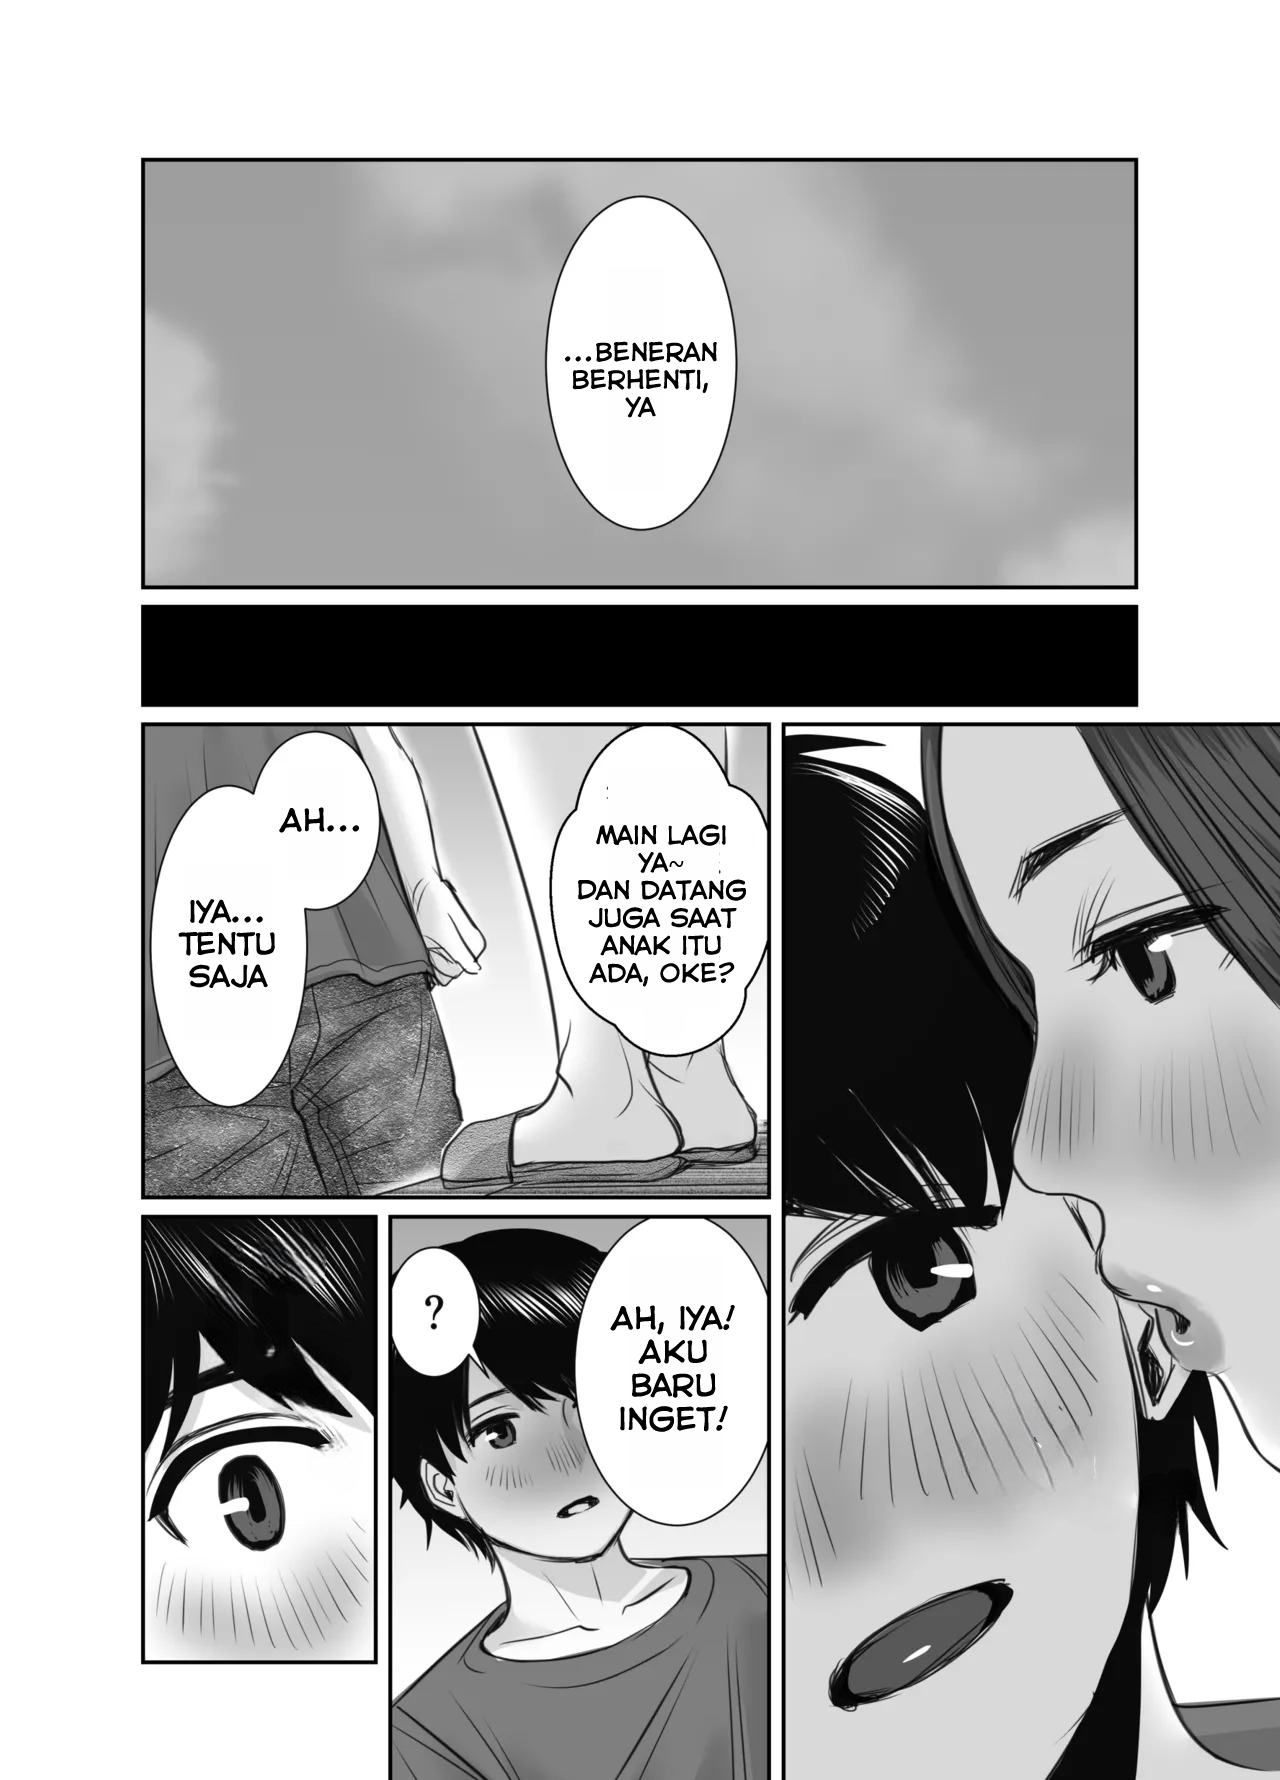 ...BENERAN
BERHENTI,
YA
MAIN LAGI
YA~
DAN DATANG
JUGA SAAT
ANAK ITU
ADA, OKE?
AH...
IYA...
TENTU
SAJA
AH, IYA!
AKU
BARU
INGET!
?